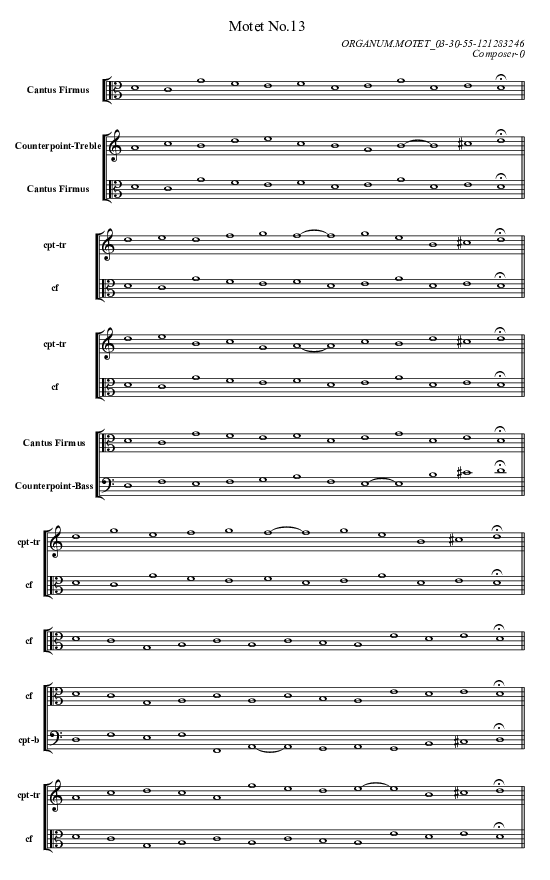 Motet No.13
ORGANUM.MOTET_03-30-55-121283246
Composer-0
Cantus Firmus
Counterpoint-Treble
Cantus Firmus
cpt-tr
cf
cpt-tr
cf
Cantus Firmus
Counterpoint-Bass
cpt-tr
cf
cf
cf
cpt-b
cpt-tr
cf